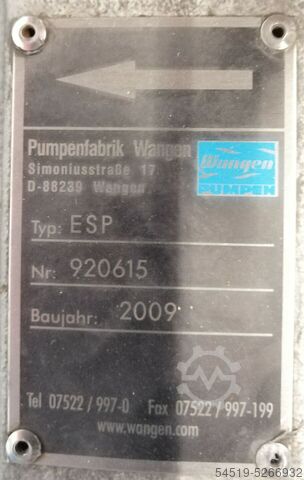 Pumpenfabrik Wangen
Simoniusstraße 17
D-88239 Wangen
Wangen
PUMPEN
Typ: ESP
Nr: 920615
Baujahr: 2009
Tel 07522/997-0 Fax 07522/997-199
www.wangen.com
54519-5266932